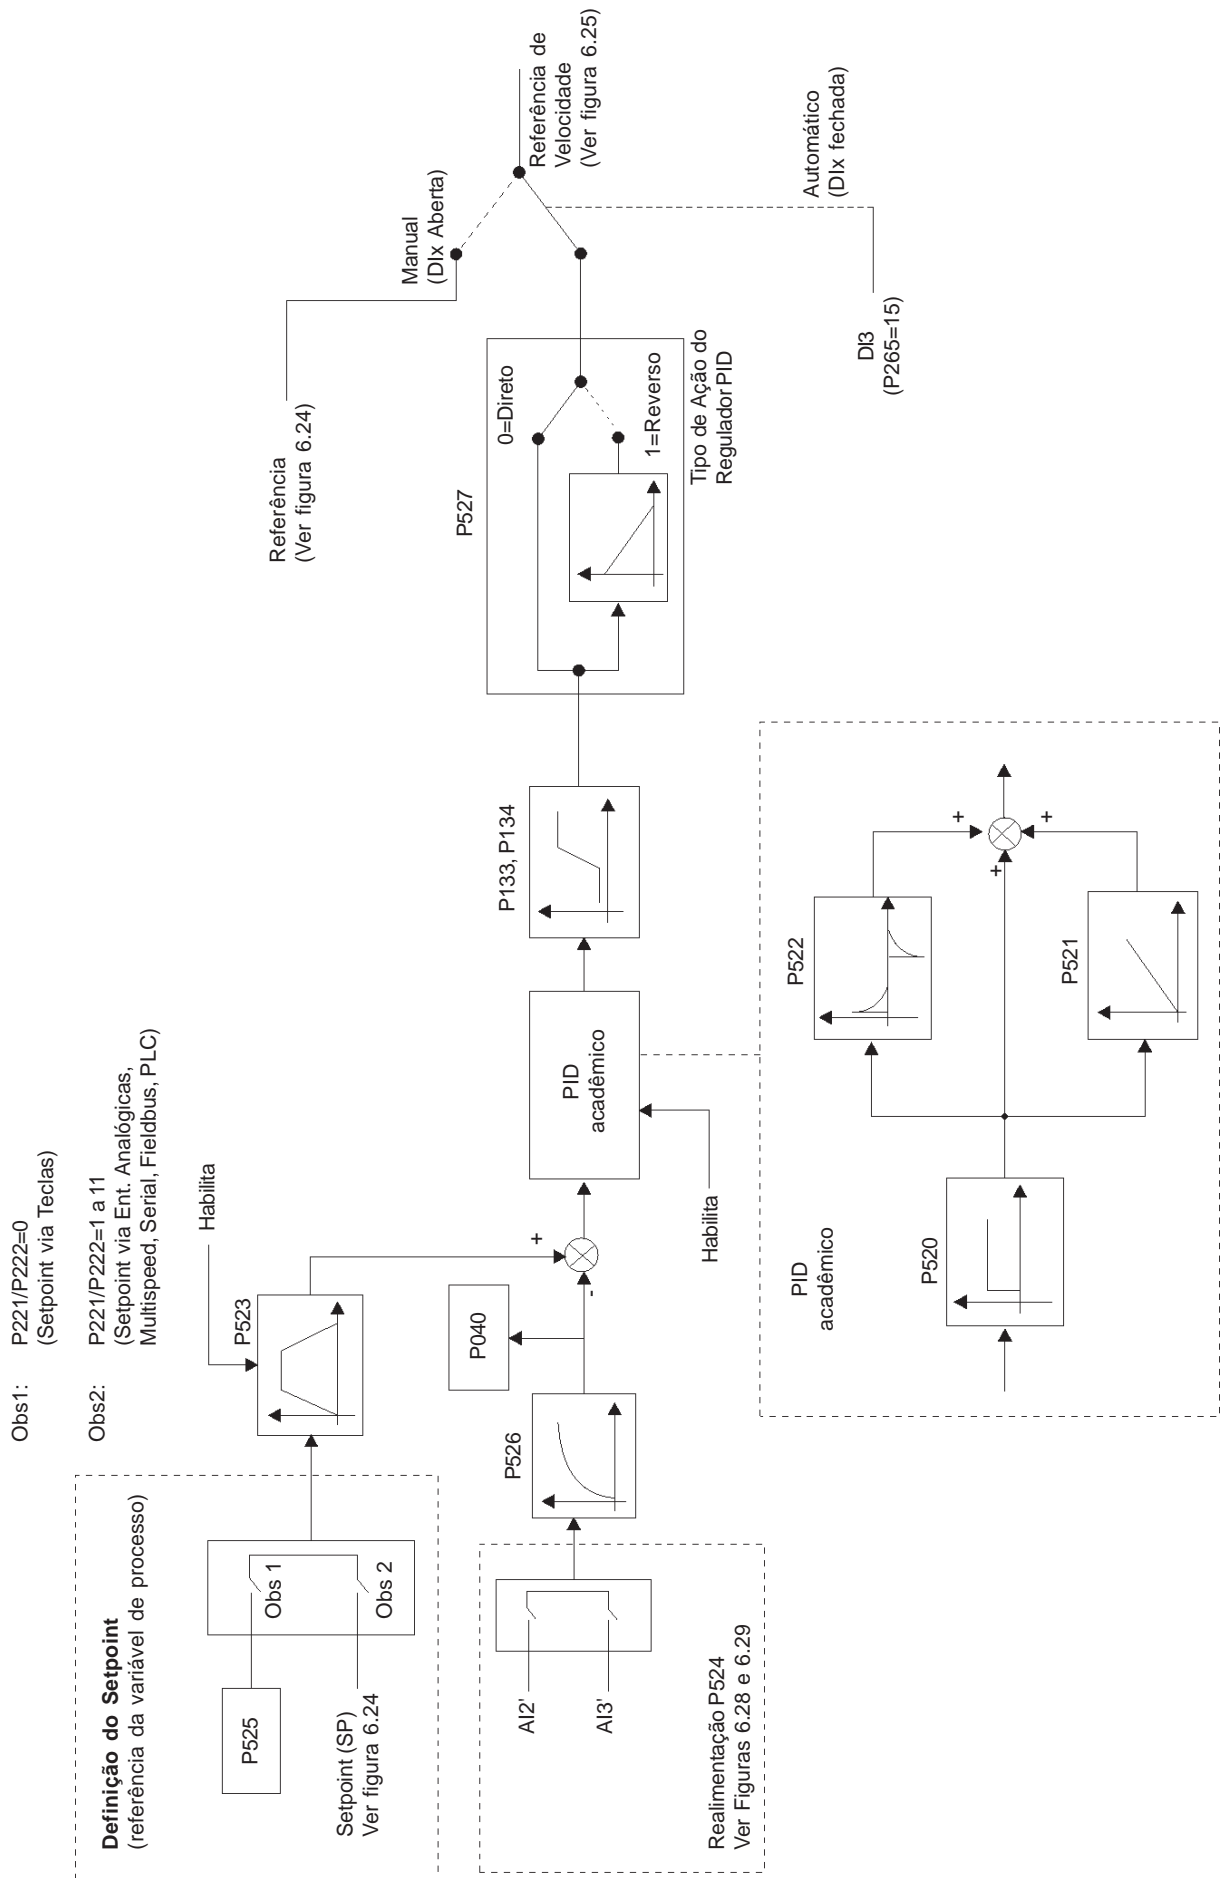 Obs1:
P221/P222=0
(Setpoint via Teclas)
Obs2:
P221/P222=1 a 11
(Setpoint via Ent. Analógicas,
Multispeed, Serial, Fieldbus, PLC)
Definição do Setpoint
(referência da variável de processo)
P525
Obs 1
Obs 2
Setpoint (SP)
Ver figura 6.24
P523
Habilita
AI2'
AI3'
Realimentação P524
Ver Figuras 6.28 e 6.29
P526
P040
+
-
PID
acadêmico
Habilita
P133, P134
P527
0=Direto
1=Reverso
Tipo de Ação do
Regulador PID
Referência
(Ver figura 6.24)
Manual
(DIx Aberta)
Referência de
Velocidade
(Ver figura 6.25)
DI3
(P265=15)
Automático
(DIx fechada)
PID
acadêmico
P520
P522
P521
+
+
+